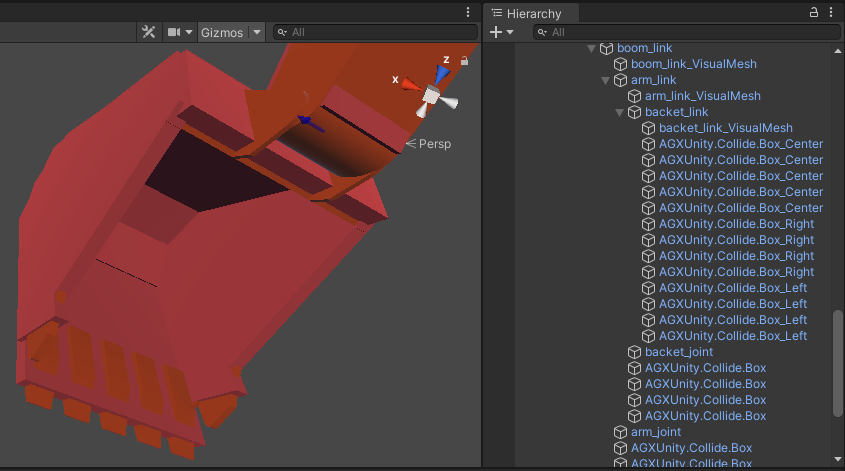 Hierarchy
Gizmos
All
All
x
z
Persp
boom_link
boom_link_VisualMesh
arm_link
arm_link_VisualMesh
backet_link
backet_link_VisualMesh
AGXUnity.Collide.Box_Center
AGXUnity.Collide.Box_Center
AGXUnity.Collide.Box_Center
AGXUnity.Collide.Box_Center
AGXUnity.Collide.Box_Center
AGXUnity.Collide.Box_Right
AGXUnity.Collide.Box_Right
AGXUnity.Collide.Box_Right
AGXUnity.Collide.Box_Right
AGXUnity.Collide.Box_Left
AGXUnity.Collide.Box_Left
AGXUnity.Collide.Box_Left
AGXUnity.Collide.Box_Left
backet_joint
AGXUnity.Collide.Box
AGXUnity.Collide.Box
AGXUnity.Collide.Box
AGXUnity.Collide.Box
arm_joint
AGXUnity.Collide.Box
AGXUnity.Collide.Box